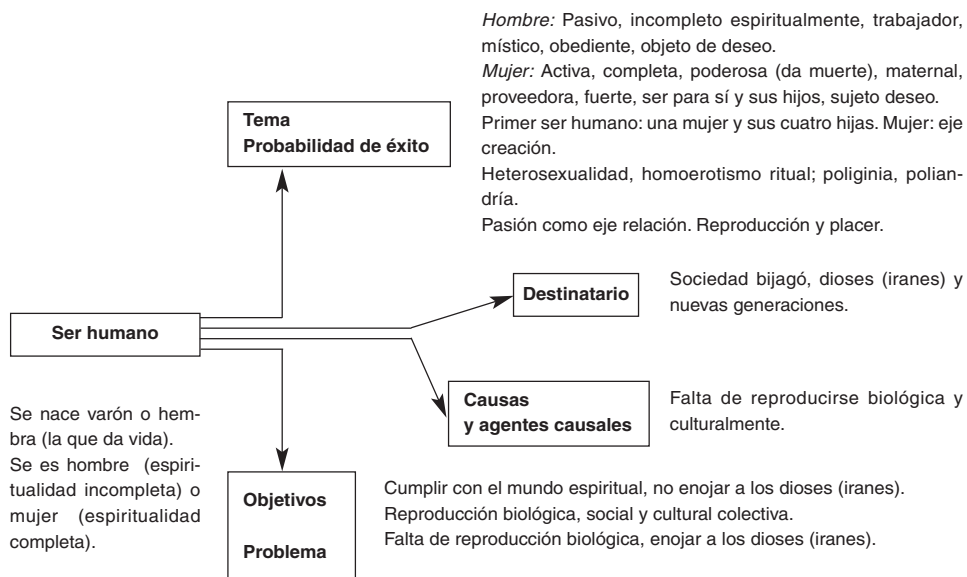 Hombre: Pasivo, incompleto espiritualmente, trabajador,
místico, obediente, objeto de deseo.
Mujer: Activa, completa, poderosa (da muerte), maternal,
proveedora, fuerte, ser para sí y sus hijos, sujeto deseo.
Primer ser humano: una mujer y sus cuatro hijas. Mujer: eje
creación.
Heterosexualidad, homoerotismo ritual; poliginia, polian-
dría.
Pasión como eje relación. Reproducción y placer.
Tema
Probabilidad de éxito
Destinatario
Sociedad bijagó, dioses (iranes) y
nuevas generaciones.
Ser humano
Se nace varón o hem-
bra (la que da vida).
Se es hombre (espiri-
tualidad incompleta) o
mujer (espiritualidad
completa).
Causas
y agentes causales
Falta de reproducirse biológica y
culturalmente.
Objetivos
Problema
Cumplir con el mundo espiritual, no enojar a los dioses (iranes).
Reproducción biológica, social y cultural colectiva.
Falta de reproducción biológica, enojar a los dioses (iranes).